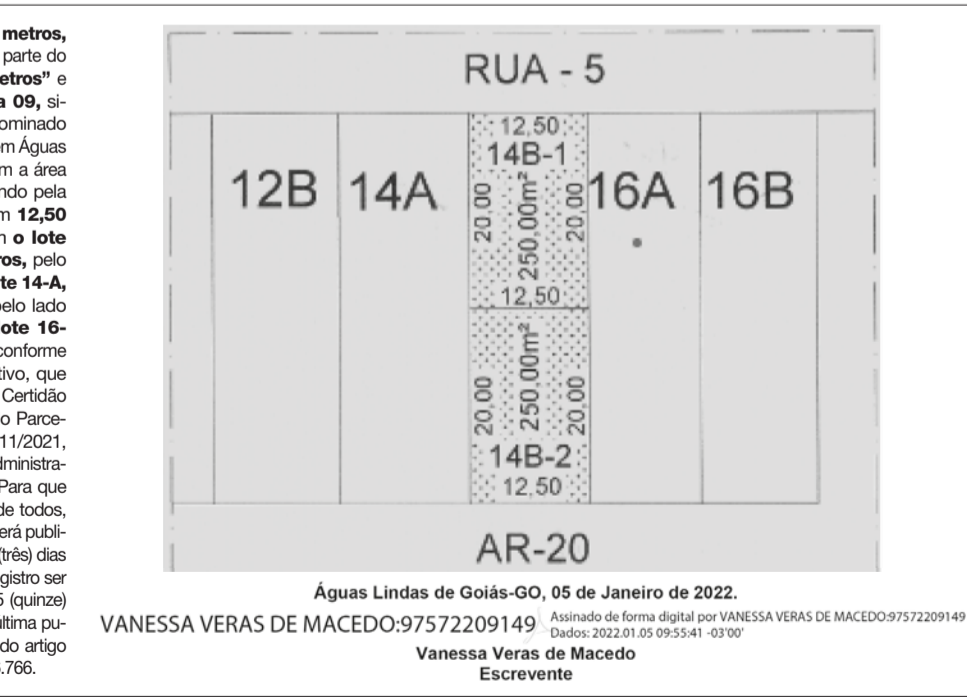 metros,
parte do
etros” e
a 09, si-
ominado
em Águas
m a área
ndo pela
m 12,50
n o lote
ros, pelo
te 14-A,
pelo lado
ote 16-
conforme
tivo, que
Certidão
o Parce-
11/2021,
dministra-
Para que
de todos,
erá publi-
(três) dias
gistro ser
5 (quinze)
última pu-
do artigo
6.766.
RUA - 5
12,50
14B-1
12B 14A 16A 16B
20,00 250,00m² 20,00
12,50
20,00 250,00m² 20,00
14B-2
12,50
AR-20
Águas Lindas de Goiás-GO, 05 de Janeiro de 2022.
VANESSA VERAS DE MACEDO:97572209149
Assinado de forma digital por VANESSA VERAS DE MACEDO:97572209149
Dados: 2022.01.05 09:55:41 -03'00'
Vanessa Veras de Macedo
Escrevente